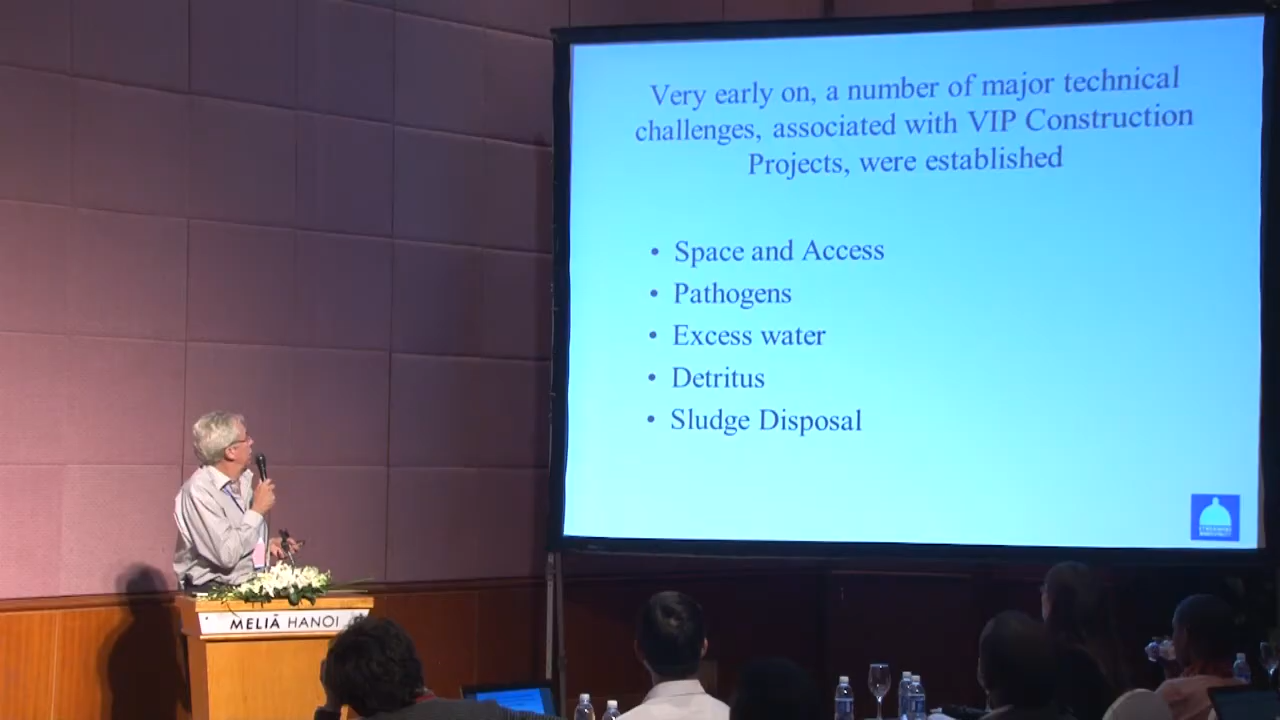 Very early on, a number of major technical
challenges, associated with VIP Construction
Projects, were established
• Space and Access
• Pathogens
• Excess water
• Detritus
• Sludge Disposal
MELIÃ HANOI